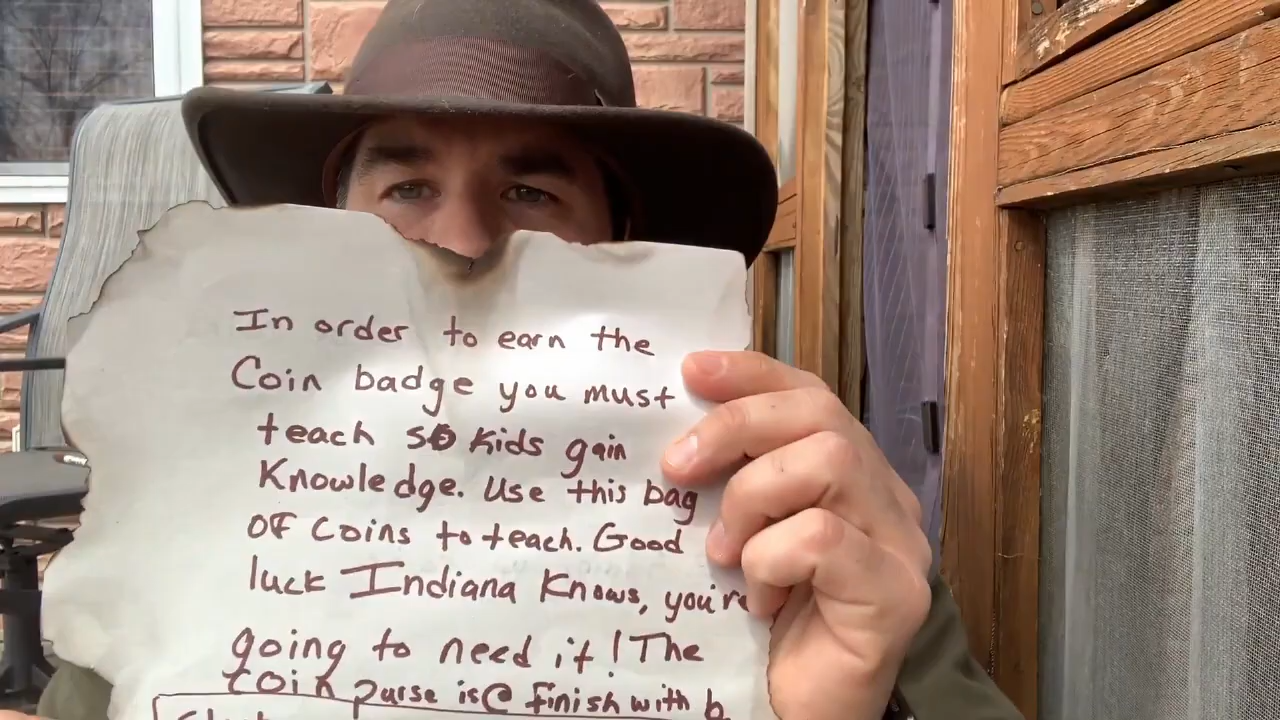 In order to earn the
Coin badge you must
teach so kids gain
Knowledge. Use this bag
of coins to teach. Good
luck Indiana Knows, you're
going to need it! The
coin purse is @ finish with b